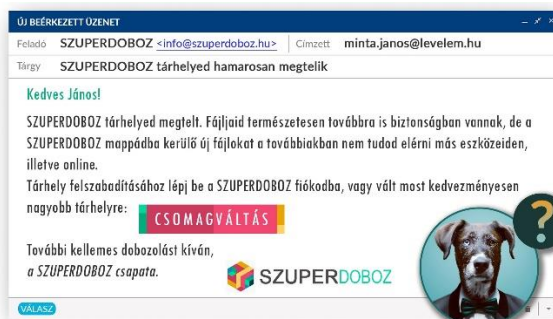 ÚJ BEÉRKEZETT ÜZENET
Feladó SZUPERDOBOZ <info@szuperdoboz.hu> Címzett minta.janos@levelem.hu
Tárgy SZUPERDOBOZ tárhelyed hamarosan megtelik
Kedves János!
SZUPERDOBOZ tárhelyed megtelt. Fájljaid természetesen továbbra is biztonságban vannak, de a
SZUPERDOBOZ mappádba kerülő új fájlokat a továbbiakban nem tudod elérni más eszközeiden,
illetve online.
Tárhely felszabadításához lépj be a SZUPERDOBOZ fiókodba, vagy vált most kedvezményesen
nagyobb tárhelyre:
CSOMAGVÁLTÁS
További kellemes dobozolást kíván,
a SZUPERDOBOZ csapata.
SZUPERDOBOZ
?
VÁLASZ